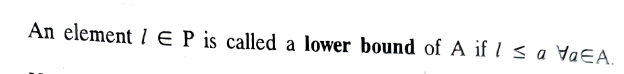 An element l ∈ P is called a lower bound of A if l ≤ a ∀a∈A.